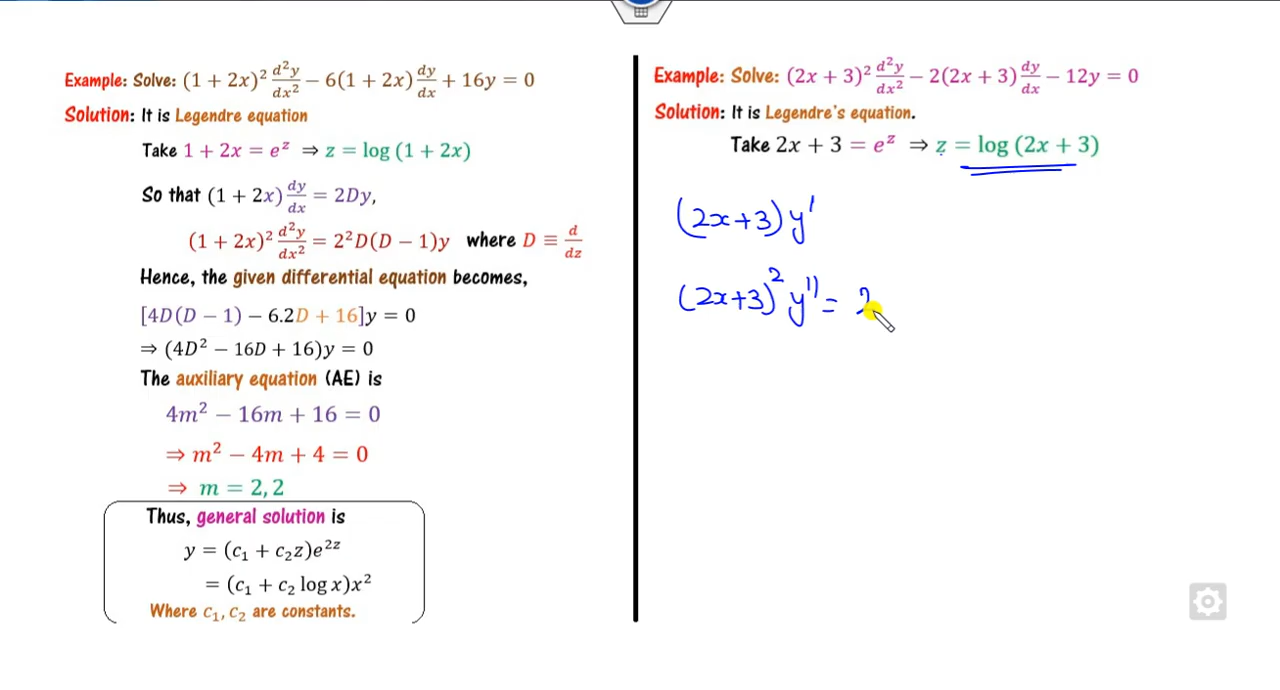 Example: Solve: (1 + 2x)² d²y/dx² − 6(1 + 2x) dy/dx + 16y = 0
Solution: It is Legendre equation
Take 1 + 2x = eᶻ ⇒ z = log (1 + 2x)
So that (1 + 2x) dy/dx = 2Dy,
(1 + 2x)² d²y/dx² = 2²D(D − 1)y where D ≡ d/dz
Hence, the given differential equation becomes,
[4D(D − 1) − 6.2D + 16]y = 0
⇒ (4D² − 16D + 16)y = 0
The auxiliary equation (AE) is
4m² − 16m + 16 = 0
⇒ m² − 4m + 4 = 0
⇒ m = 2, 2
Thus, general solution is
y = (c₁ + c₂z)e²ᶻ
= (c₁ + c₂ log x)x²
Where c₁, c₂ are constants.
Example: Solve: (2x + 3)² d²y/dx² − 2(2x + 3) dy/dx − 12y = 0
Solution: It is Legendre's equation.
Take 2x + 3 = eᶻ ⇒ z = log (2x + 3)
(2x+3) y'
(2x+3)² y'' = 2